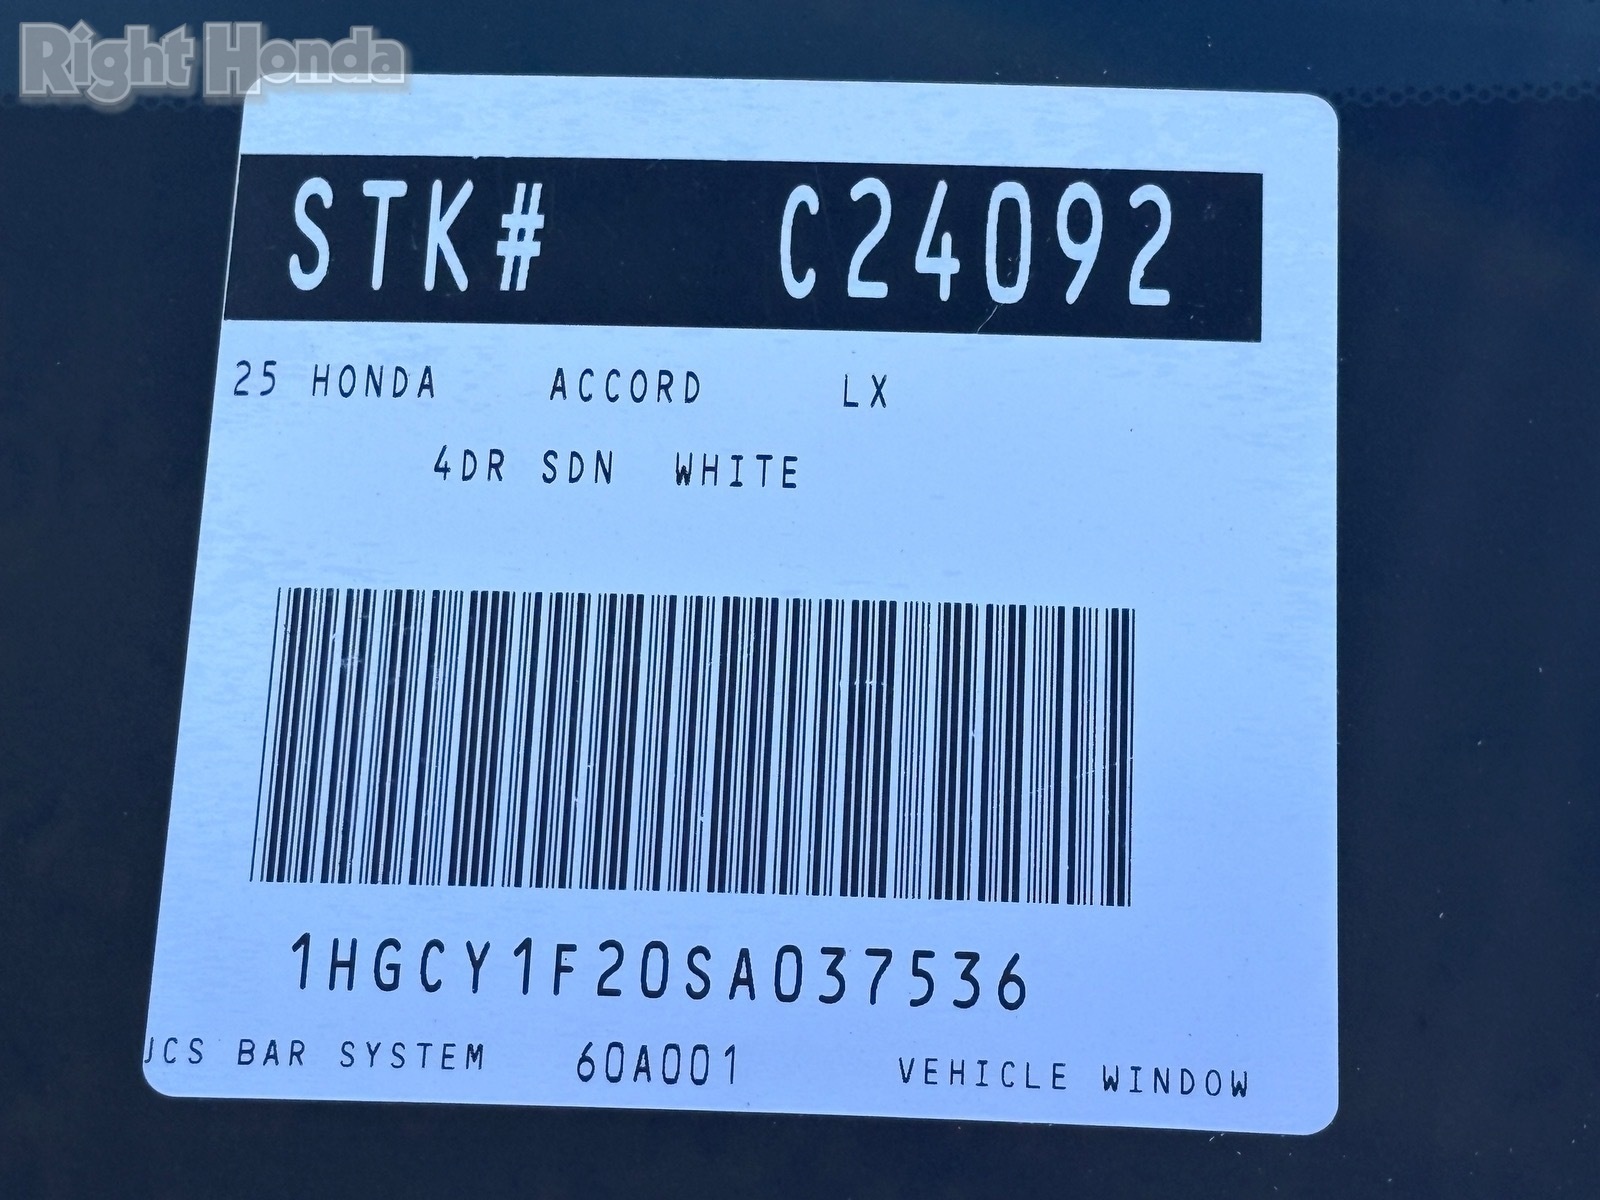 Right Honda
STK# C24092
25 HONDA ACCORD LX
4DR SDN WHITE
1HGCY1F20SA037536
JCS BAR SYSTEM 60A001 VEHICLE WINDOW